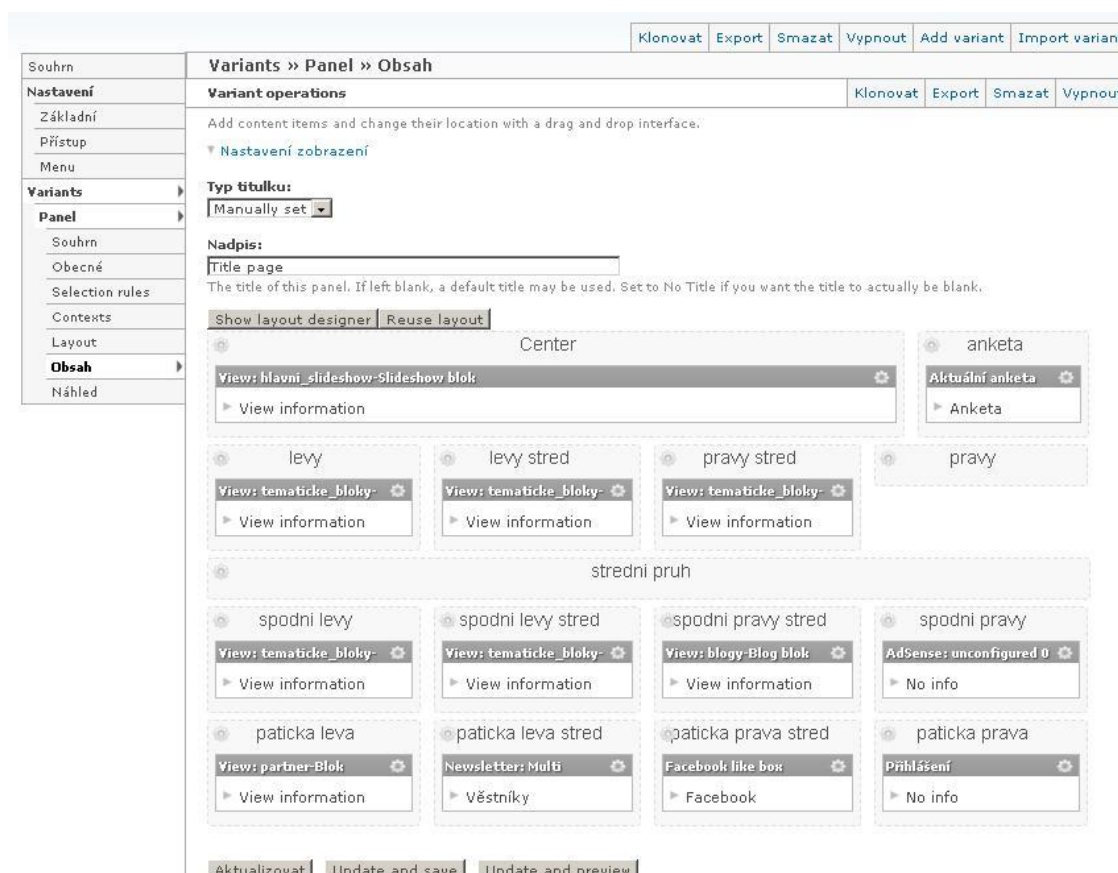 Klonovat Export Smazat Vypnout Add variant Import varian
Souhrn
Nastavení
Základní
Přístup
Menu
Variants
Panel
Souhrn
Obecné
Selection rules
Contexts
Layout
Obsah
Náhled
Variants » Panel » Obsah
Variant operations Klonovat Export Smazat Vypnou
Add content items and change their location with a drag and drop interface.
Nastavení zobrazení
Typ titulku:
Manually set
Nadpis:
Title page
The title of this panel. If left blank, a default title may be used. Set to No Title if you want the title to actually be blank.
Show layout designer Reuse layout
Center anketa
View: hlavni_slideshow-Slideshow blok Aktuální anketa
View information Anketa
levy levy stred pravy stred pravy
View: tematicke_bloky- View: tematicke_bloky- View: tematicke_bloky-
View information View information View information
stredni pruh
spodni levy spodni levy stred spodni pravy stred spodni pravy
View: tematicke_bloky- View: tematicke_bloky- View: blogy-Blog blok AdSense: unconfigured 0
View information View information View information No info
paticka leva paticka leva stred paticka prava stred paticka prava
View: partner-Blok Newsletter: Multi Facebook like box Přihlášení
View information Věstníky Facebook No info
Aktualizovat Update and save Update and preview